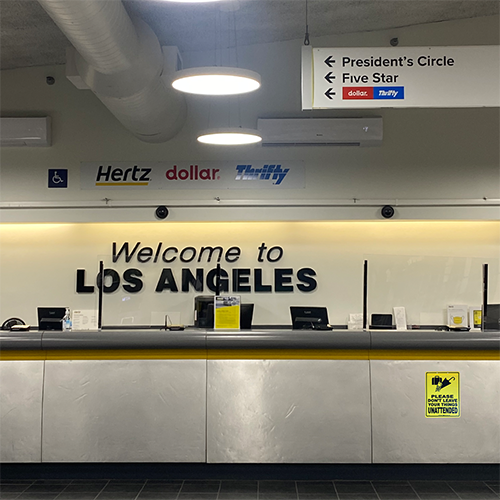 President's Circle
Five Star
dollar. Thrifty
Hertz dollar. Thrifty
Welcome to
LOS ANGELES
PLEASE
DON'T LEAVE
YOUR THINGS
UNATTENDED